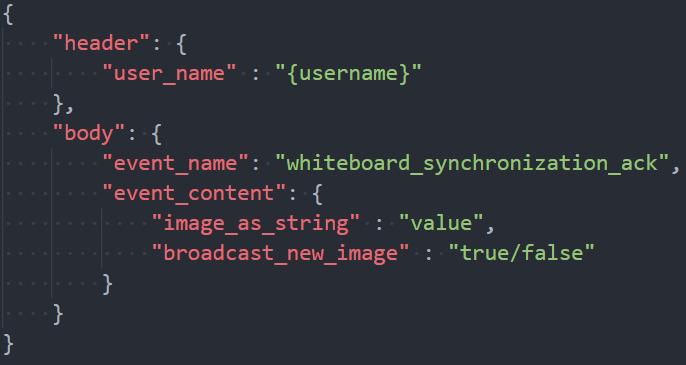 {
    "header": {
        "user_name" : "{username}"
    },
    "body": {
        "event_name": "whiteboard_synchronization_ack",
        "event_content": {
            "image_as_string" : "value",
            "broadcast_new_image" : "true/false"
        }
    }
}